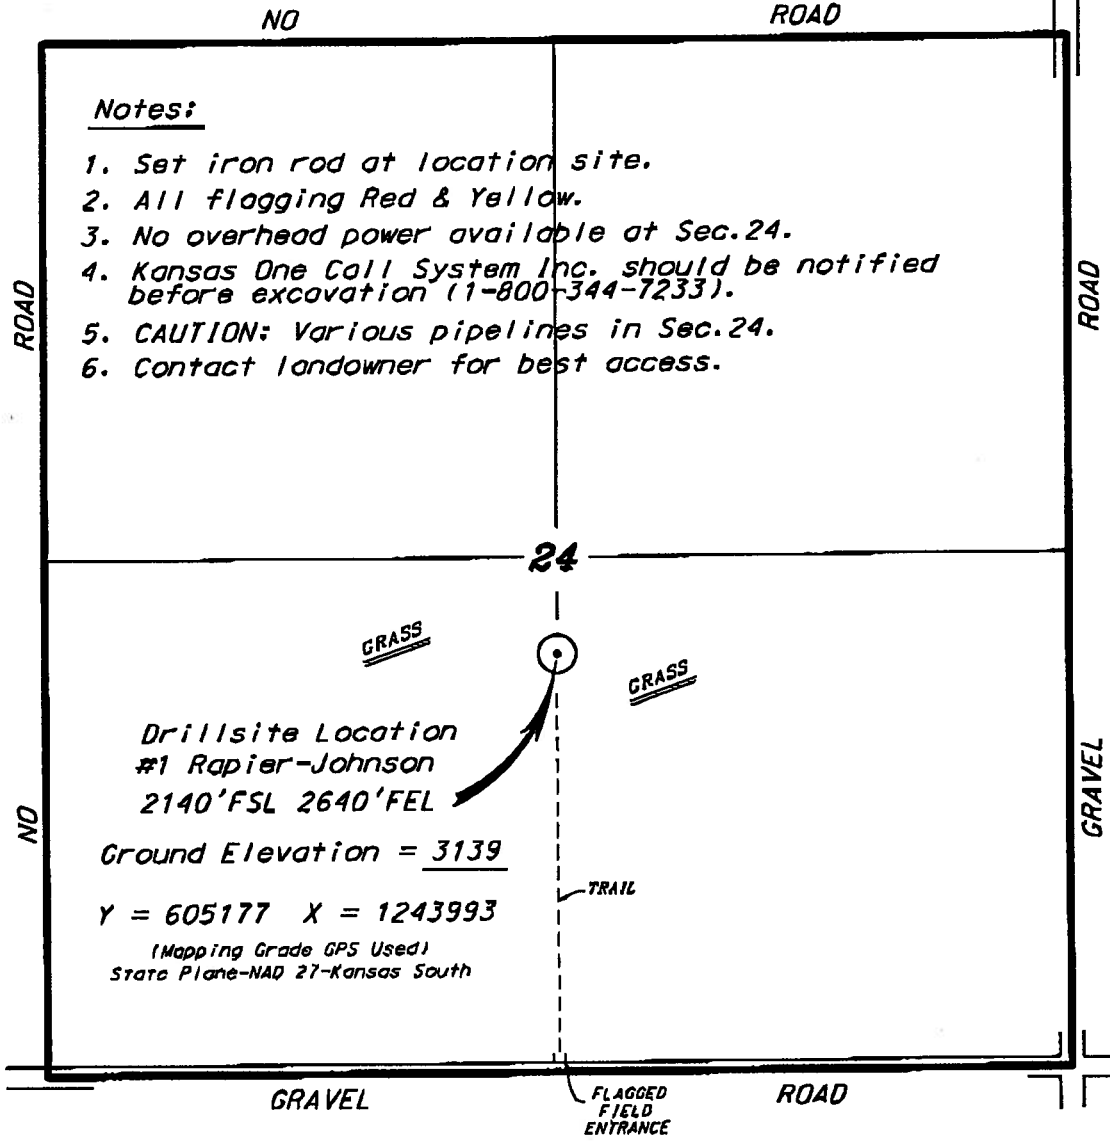 NO ROAD
Notes:
1. Set iron rod at location site.
2. All flagging Red & Yellow.
3. No overhead power available at Sec.24.
4. Kansas One Call System Inc. should be notified
before excavation (1-800-344-7233).
5. CAUTION: Various pipelines in Sec.24.
6. Contact landowner for best access.
ROAD
ROAD
24
GRASS
GRASS
Drillsite Location
#1 Rapier-Johnson
2140'FSL 2640'FEL
Ground Elevation = 3139
Y = 605177 X = 1243993
(Mapping Grade GPS Used)
State Plane-NAD 27-Kansas South
NO
GRAVEL
TRAIL
GRAVEL ROAD
FLAGGED
FIELD
ENTRANCE